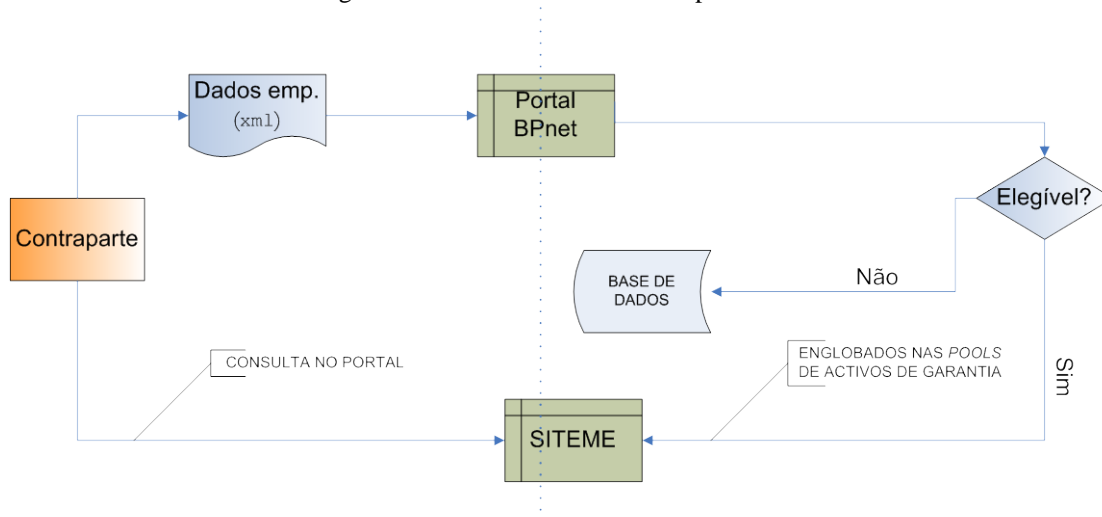 Dados emp.
(xml)
Portal
BPnet
Elegível?
Contraparte
BASE DE
DADOS
Não
CONSULTA NO PORTAL
ENGLOBADOS NAS POOLS
DE ACTIVOS DE GARANTIA
Sim
SITEME